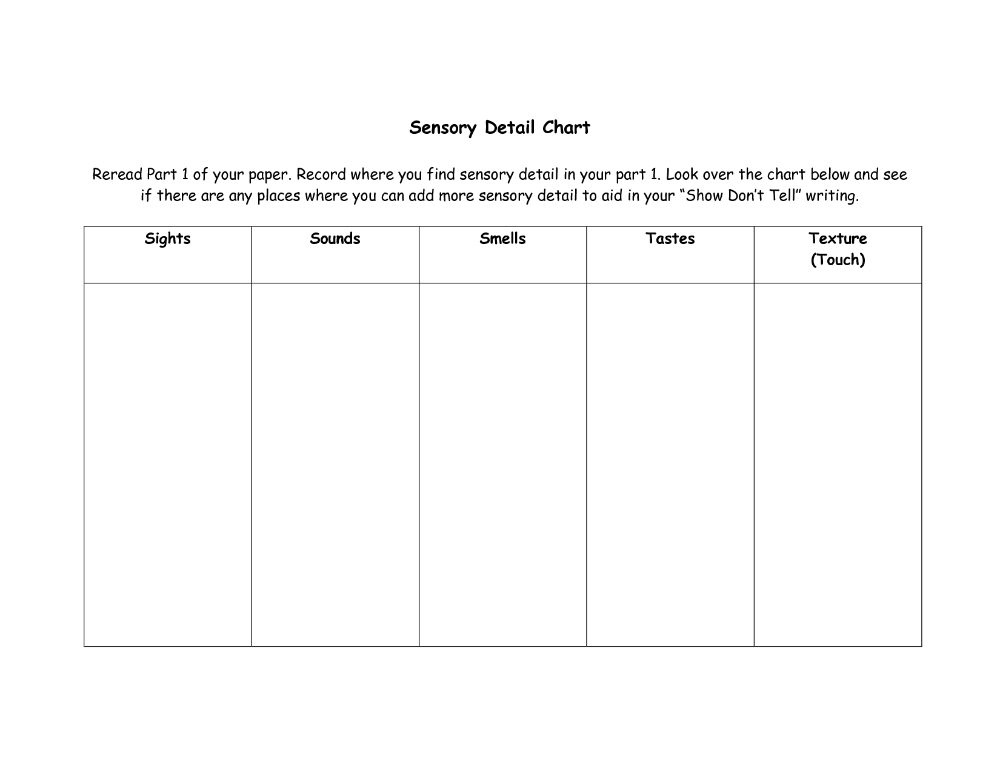 Sensory Detail Chart
Reread Part 1 of your paper. Record where you find sensory detail in your part 1. Look over the chart below and see
if there are any places where you can add more sensory detail to aid in your “Show Don’t Tell” writing.
Sights Sounds Smells Tastes Texture
(Touch)